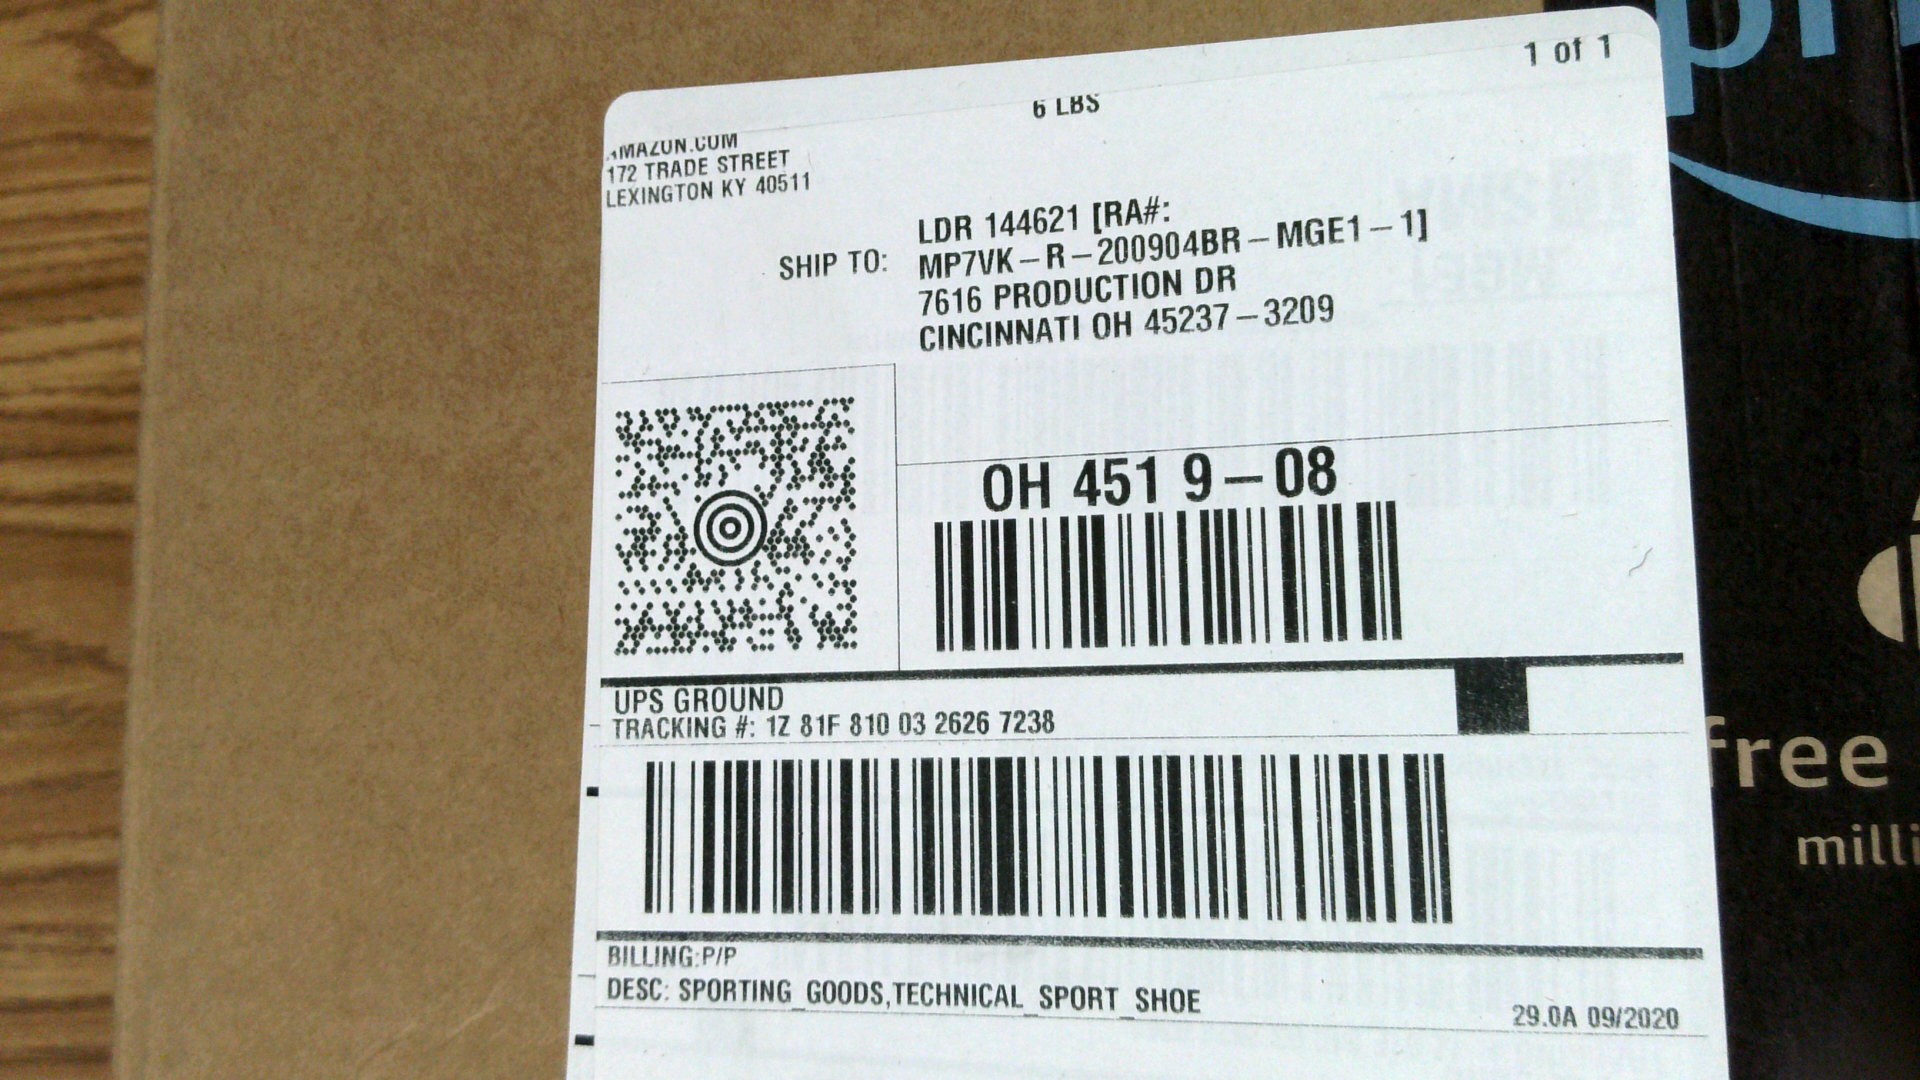 1 of 1
6 LBS
AMAZON.COM
172 TRADE STREET
LEXINGTON KY 40511
SHIP TO:
LDR 144621 [RA#:
MP7VK-R-200904BR-MGE1-1]
7616 PRODUCTION DR
CINCINNATI OH 45237-3209
OH 451 9-08
UPS GROUND
TRACKING #: 1Z 81F 810 03 2626 7238
BILLING:P/P
DESC: SPORTING_GOODS,TECHNICAL_SPORT_SHOE
29.0A 09/2020
free
milli